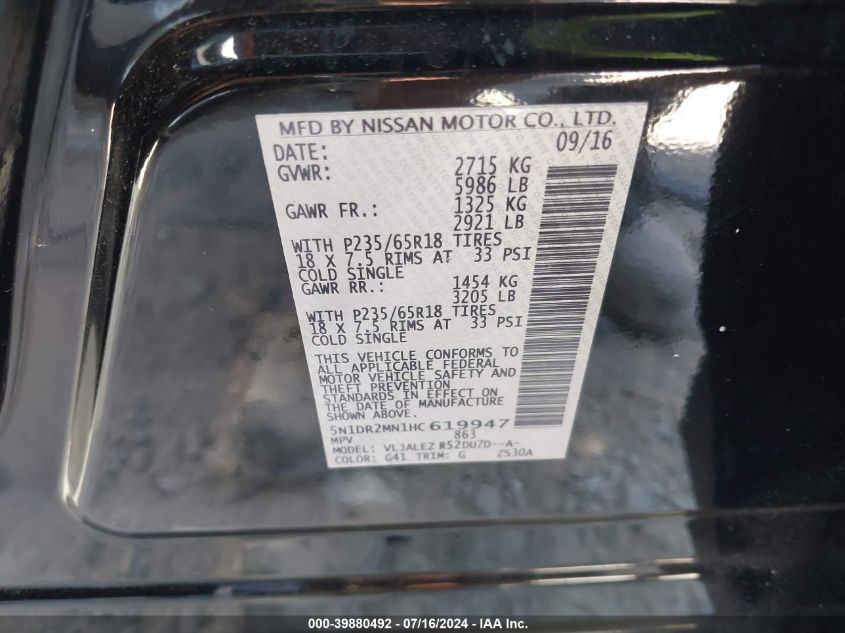 MFD BY NISSAN MOTOR CO., LTD.
DATE: 09/16
GVWR: 2715 KG
5986 LB
GAWR FR.: 1325 KG
2921 LB
WITH P235/65R18 TIRES
18 X 7.5 RIMS AT 33 PSI
COLD SINGLE
GAWR RR.: 1454 KG
3205 LB
WITH P235/65R18 TIRES
18 X 7.5 RIMS AT 33 PSI
COLD SINGLE
THIS VEHICLE CONFORMS TO
ALL APPLICABLE FEDERAL
MOTOR VEHICLE SAFETY AND
THEFT PREVENTION
STANDARDS IN EFFECT ON
THE DATE OF MANUFACTURE
SHOWN ABOVE.
5N1DR2MN1HC619947
MPV 863
MODEL: VLJALEZ R52DU7D--A-
COLOR: G41 TRIM: G ZS30A
000-39880492 - 07/16/2024 - IAA Inc.